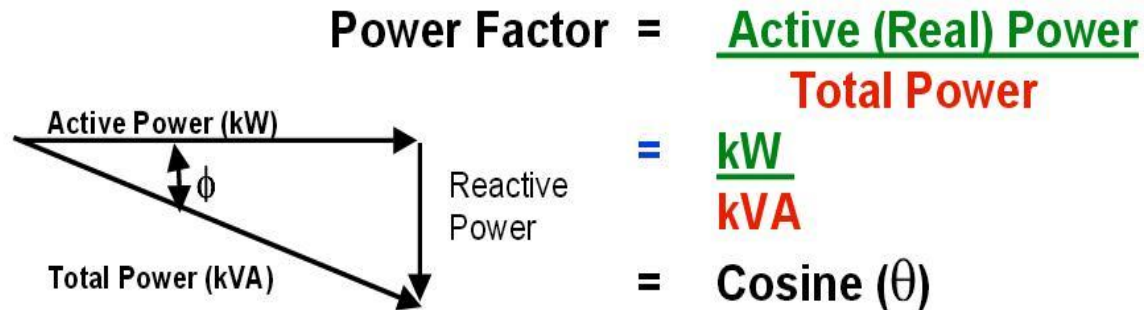 Power Factor = Active (Real) Power
Total Power
Active Power (kW)
= kW
kVA
ϕ
Reactive
Power
Total Power (kVA)
= Cosine (θ)